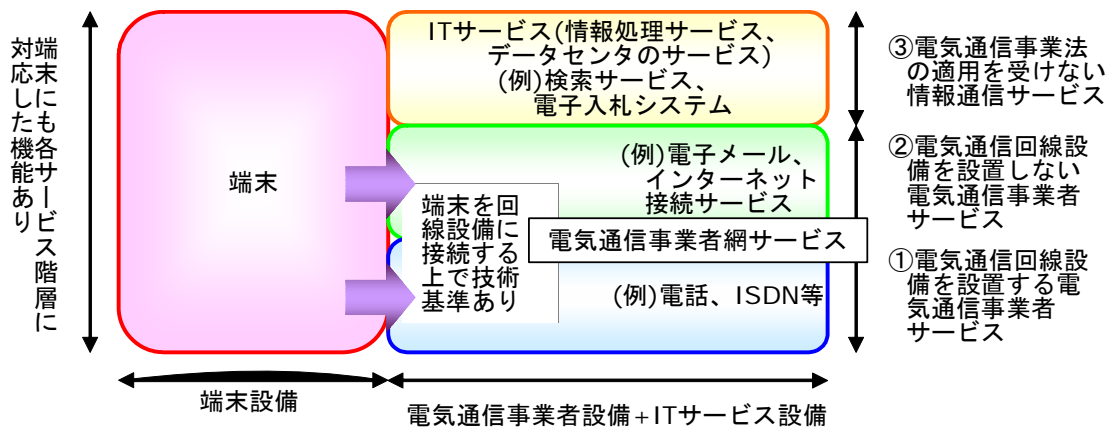 端末にも各サービス階層に
対応した機能あり
端末
ITサービス(情報処理サービス、
データセンタのサービス)
(例)検索サービス、
電子入札システム
(例)電子メール、
インターネット
接続サービス
端末を回
線設備に
接続する
上で技術
基準あり
電気通信事業者網サービス
(例)電話、ISDN等
③電気通信事業法
の適用を受けない
情報通信サービス
②電気通信回線設
備を設置しない
電気通信事業者
サービス
①電気通信回線設
備を設置する電
気通信事業者
サービス
端末設備
電気通信事業者設備+ITサービス設備